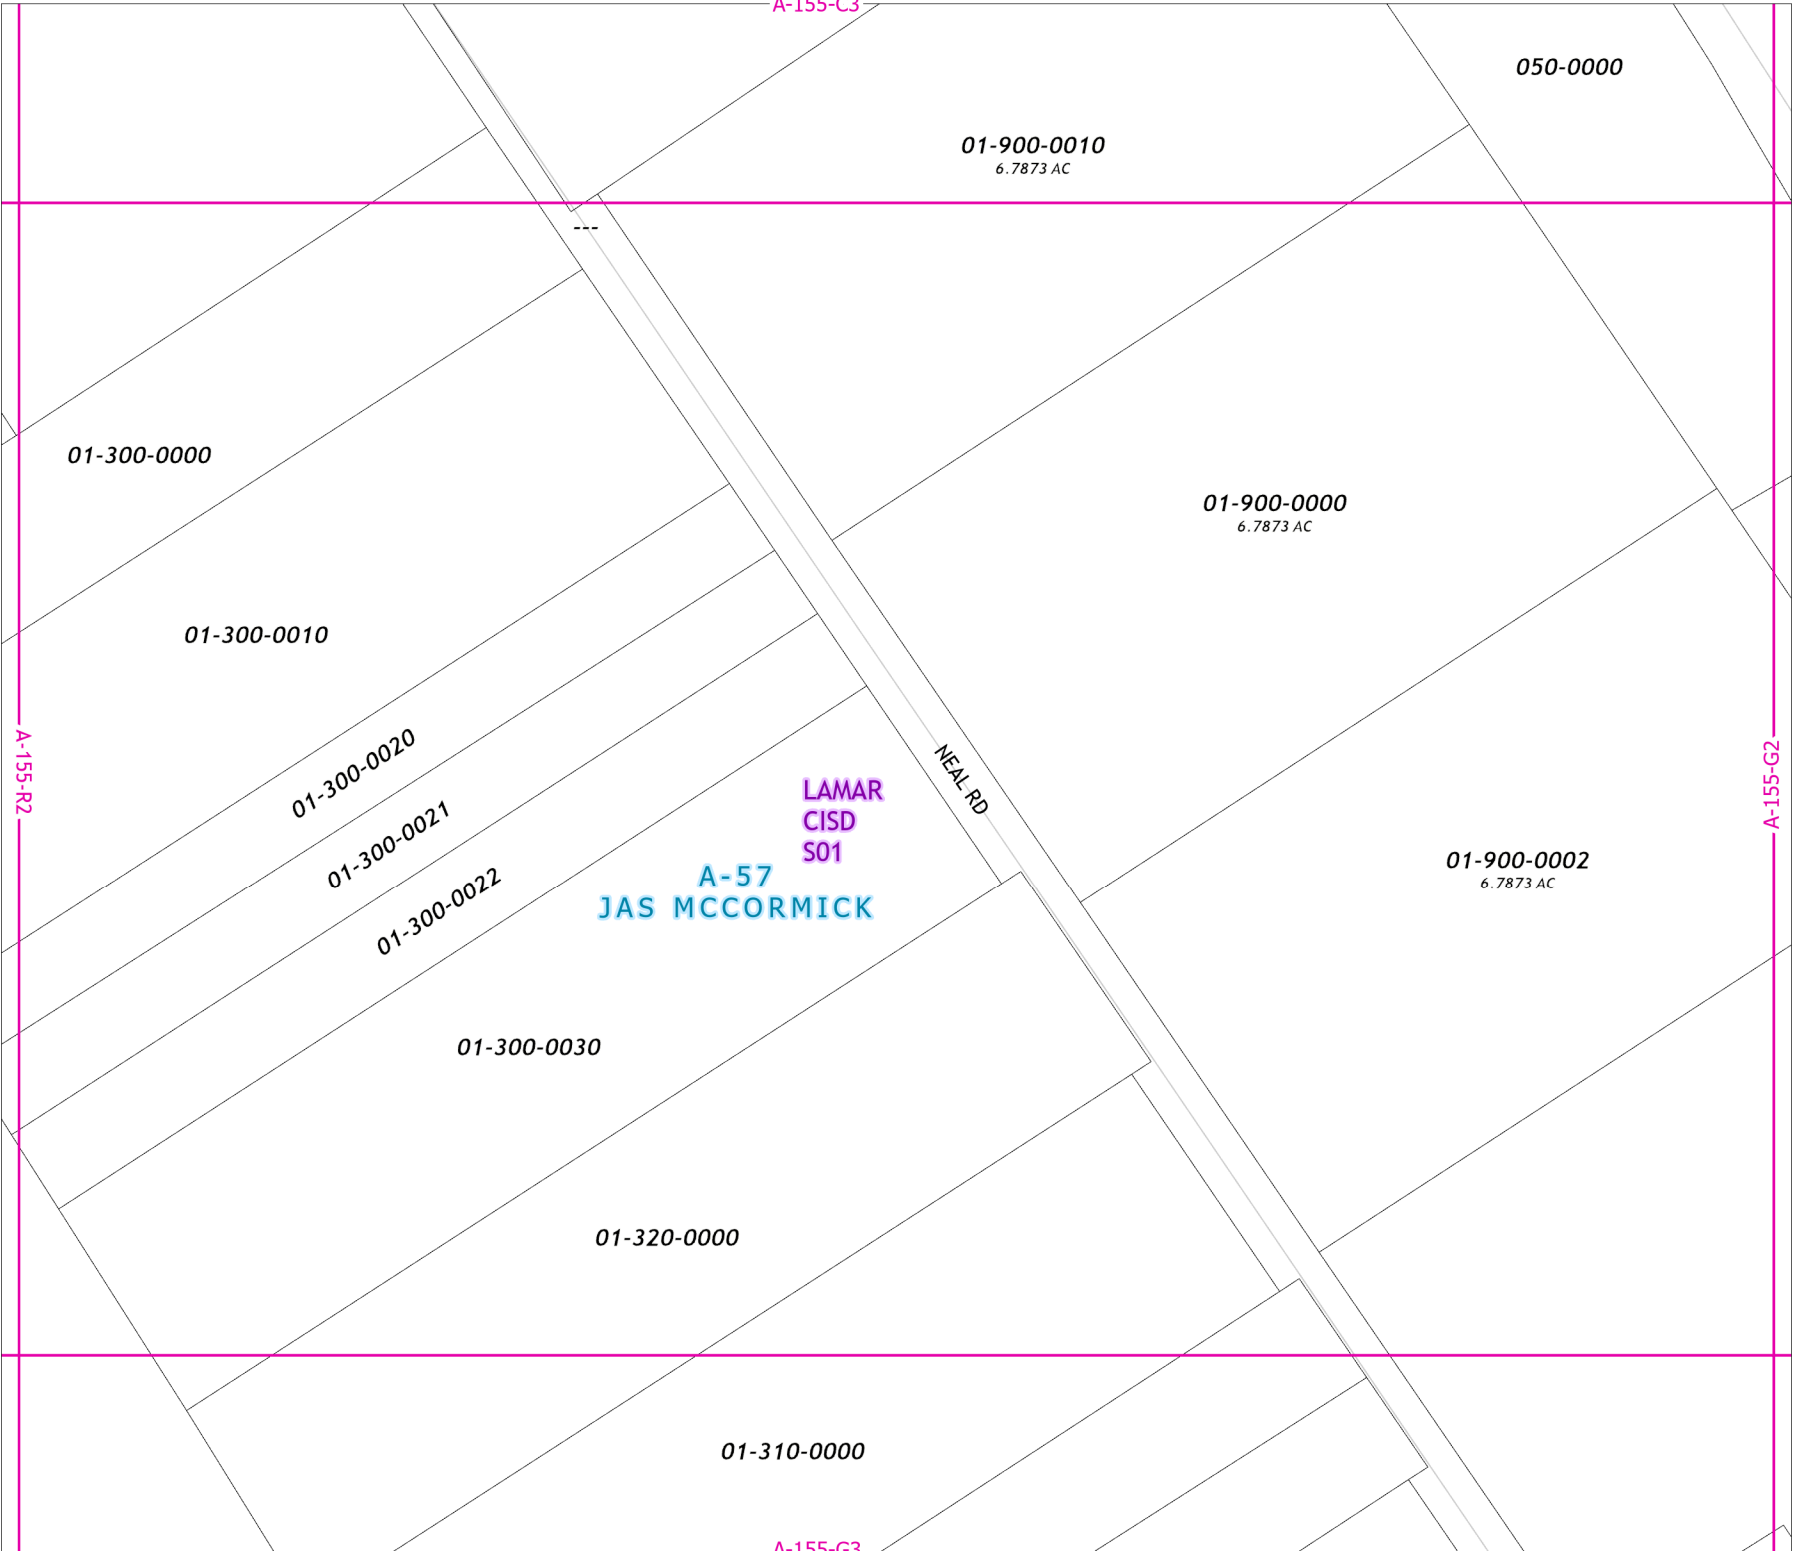 A-155-C3
050-0000
01-900-0010
6.7873 AC
---
01-300-0000
01-900-0000
6.7873 AC
01-300-0010
A-155-R2
01-300-0020
NEAL RD
A-155-G2
LAMAR
CISD
S01
01-300-0021
01-300-0022
A-57
JAS MCCORMICK
01-900-0002
6.7873 AC
01-300-0030
01-320-0000
01-310-0000
A-155-G3